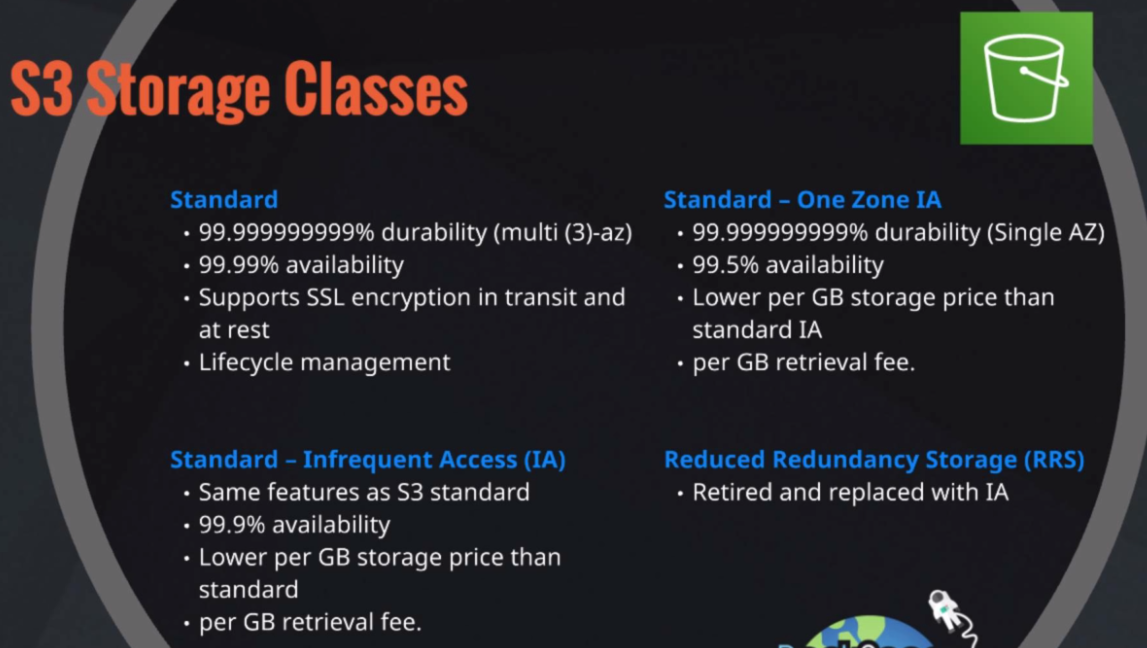 S3 Storage Classes
Standard
• 99.999999999% durability (multi (3)-az)
• 99.99% availability
• Supports SSL encryption in transit and
at rest
• Lifecycle management
Standard – One Zone IA
• 99.999999999% durability (Single AZ)
• 99.5% availability
• Lower per GB storage price than
standard IA
• per GB retrieval fee.
Standard – Infrequent Access (IA)
• Same features as S3 standard
• 99.9% availability
• Lower per GB storage price than
standard
• per GB retrieval fee.
Reduced Redundancy Storage (RRS)
• Retired and replaced with IA